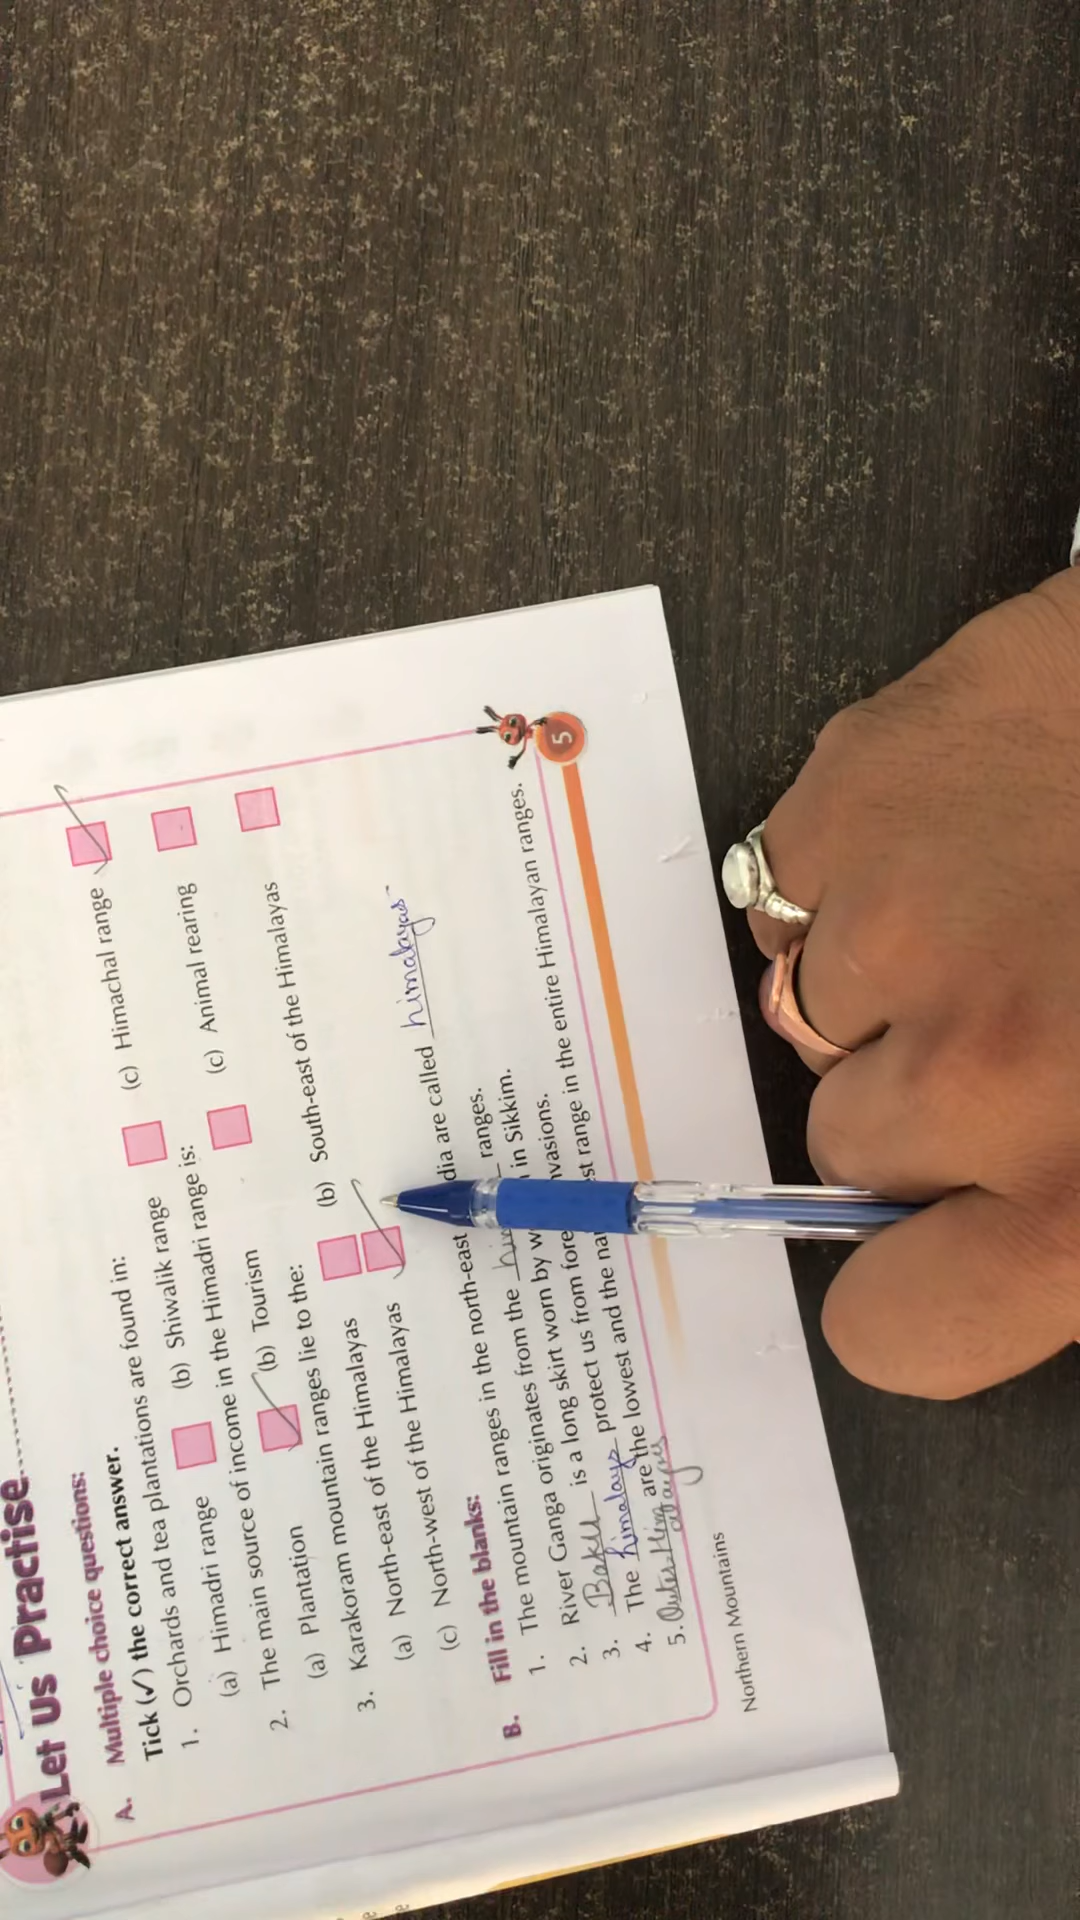 Let Us Practise
A. Multiple choice questions:
Tick (✓) the correct answer.
1. Orchards and tea plantations are found in:
(a) Himadri range (b) Shiwalik range (c) Himachal range
2. The main source of income in the Himadri range is:
(a) Plantation (b) Tourism (c) Animal rearing
3. Karakoram mountain ranges lie to the:
(a) North-east of the Himalayas (b) South-east of the Himalayas
(c) North-west of the Himalayas
B. Fill in the blanks:
1. The mountain ranges in the north-east dia are called himalayas
2. River Ganga originates from the ranges.
3. Baku is a long skirt worn by w in Sikkim.
4. The himalays protect us from fore nvasions.
5. are the lowest and the na st range in the entire Himalayan ranges.
Northern Mountains
5